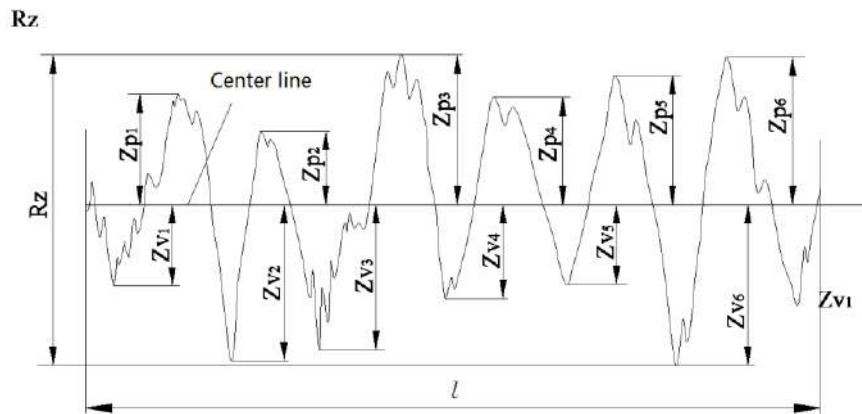 Rz
Center line
Zp1
Zp2
Zp3
Zp4
Zp5
Zp6
Rz
Zv1
Zv2
Zv3
Zv4
Zv5
Zv6
Zv1
l